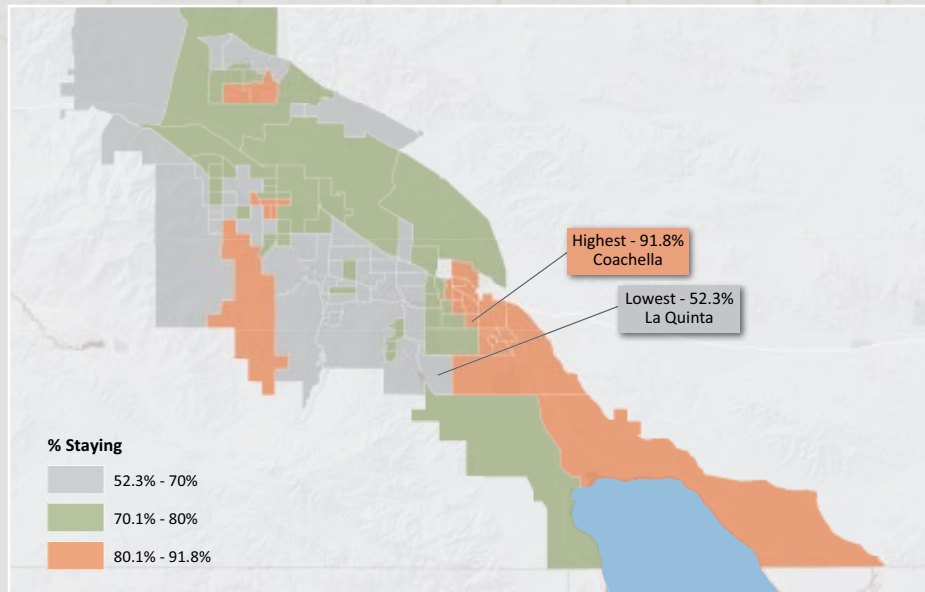 Highest - 91.8%
Coachella
Lowest - 52.3%
La Quinta
% Staying
52.3% - 70%
70.1% - 80%
80.1% - 91.8%